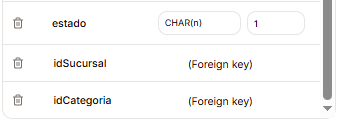 estado CHAR(n) 1
idSucursal (Foreign key)
idCategoria (Foreign key)